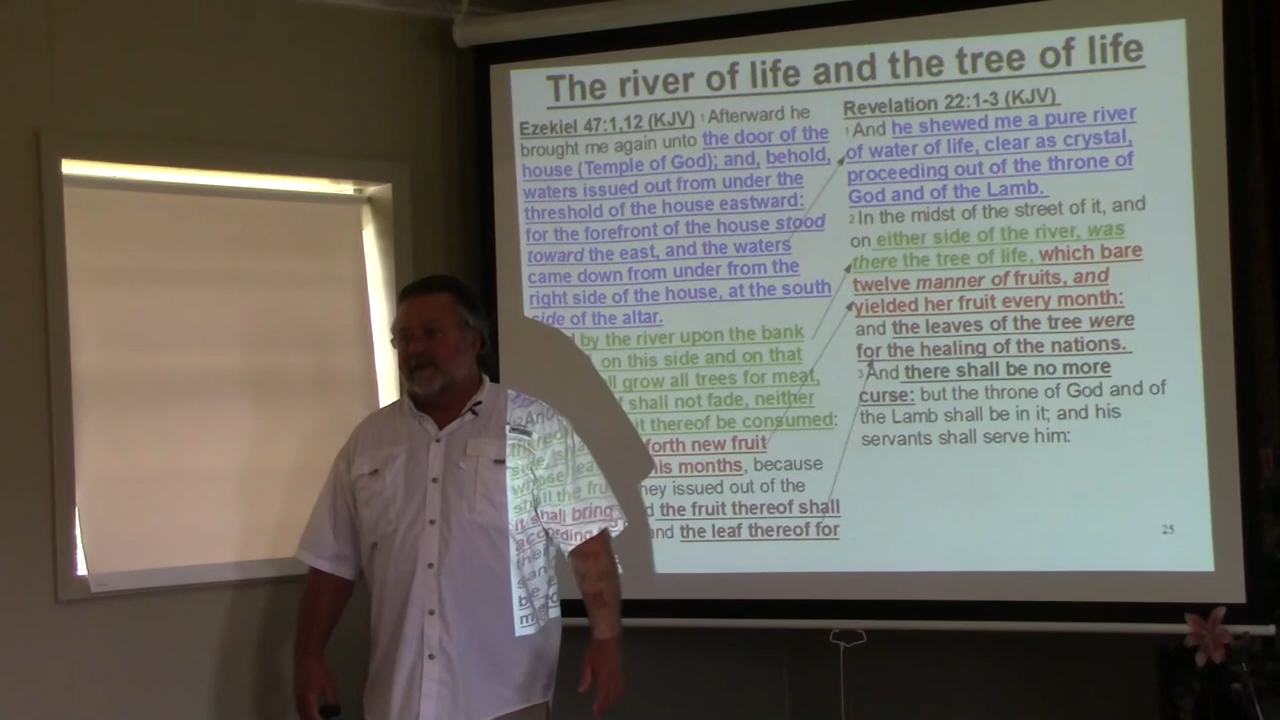 The river of life and the tree of life
Ezekiel 47:1,12 (KJV) 1 Afterward he
brought me again unto the door of the
house (Temple of God); and, behold,
waters issued out from under the
threshold of the house eastward:
for the forefront of the house stood
toward the east, and the waters
came down from under from the
right side of the house, at the south
side of the altar.
by the river upon the bank
on this side and on that
grow all trees for meat,
shall not fade, neither
thereof be consumed:
forth new fruit
months, because
issued out of the
the fruit thereof shall
and the leaf thereof for
12 And
thereof
side,
whose
shall the
it shall bring
according
Revelation 22:1-3 (KJV)
1 And he shewed me a pure river
of water of life, clear as crystal,
proceeding out of the throne of
God and of the Lamb.
2 In the midst of the street of it, and
on either side of the river, was
there the tree of life, which bare
twelve manner of fruits, and
yielded her fruit every month:
and the leaves of the tree were
for the healing of the nations.
3 And there shall be no more
curse: but the throne of God and of
the Lamb shall be in it; and his
servants shall serve him:
25